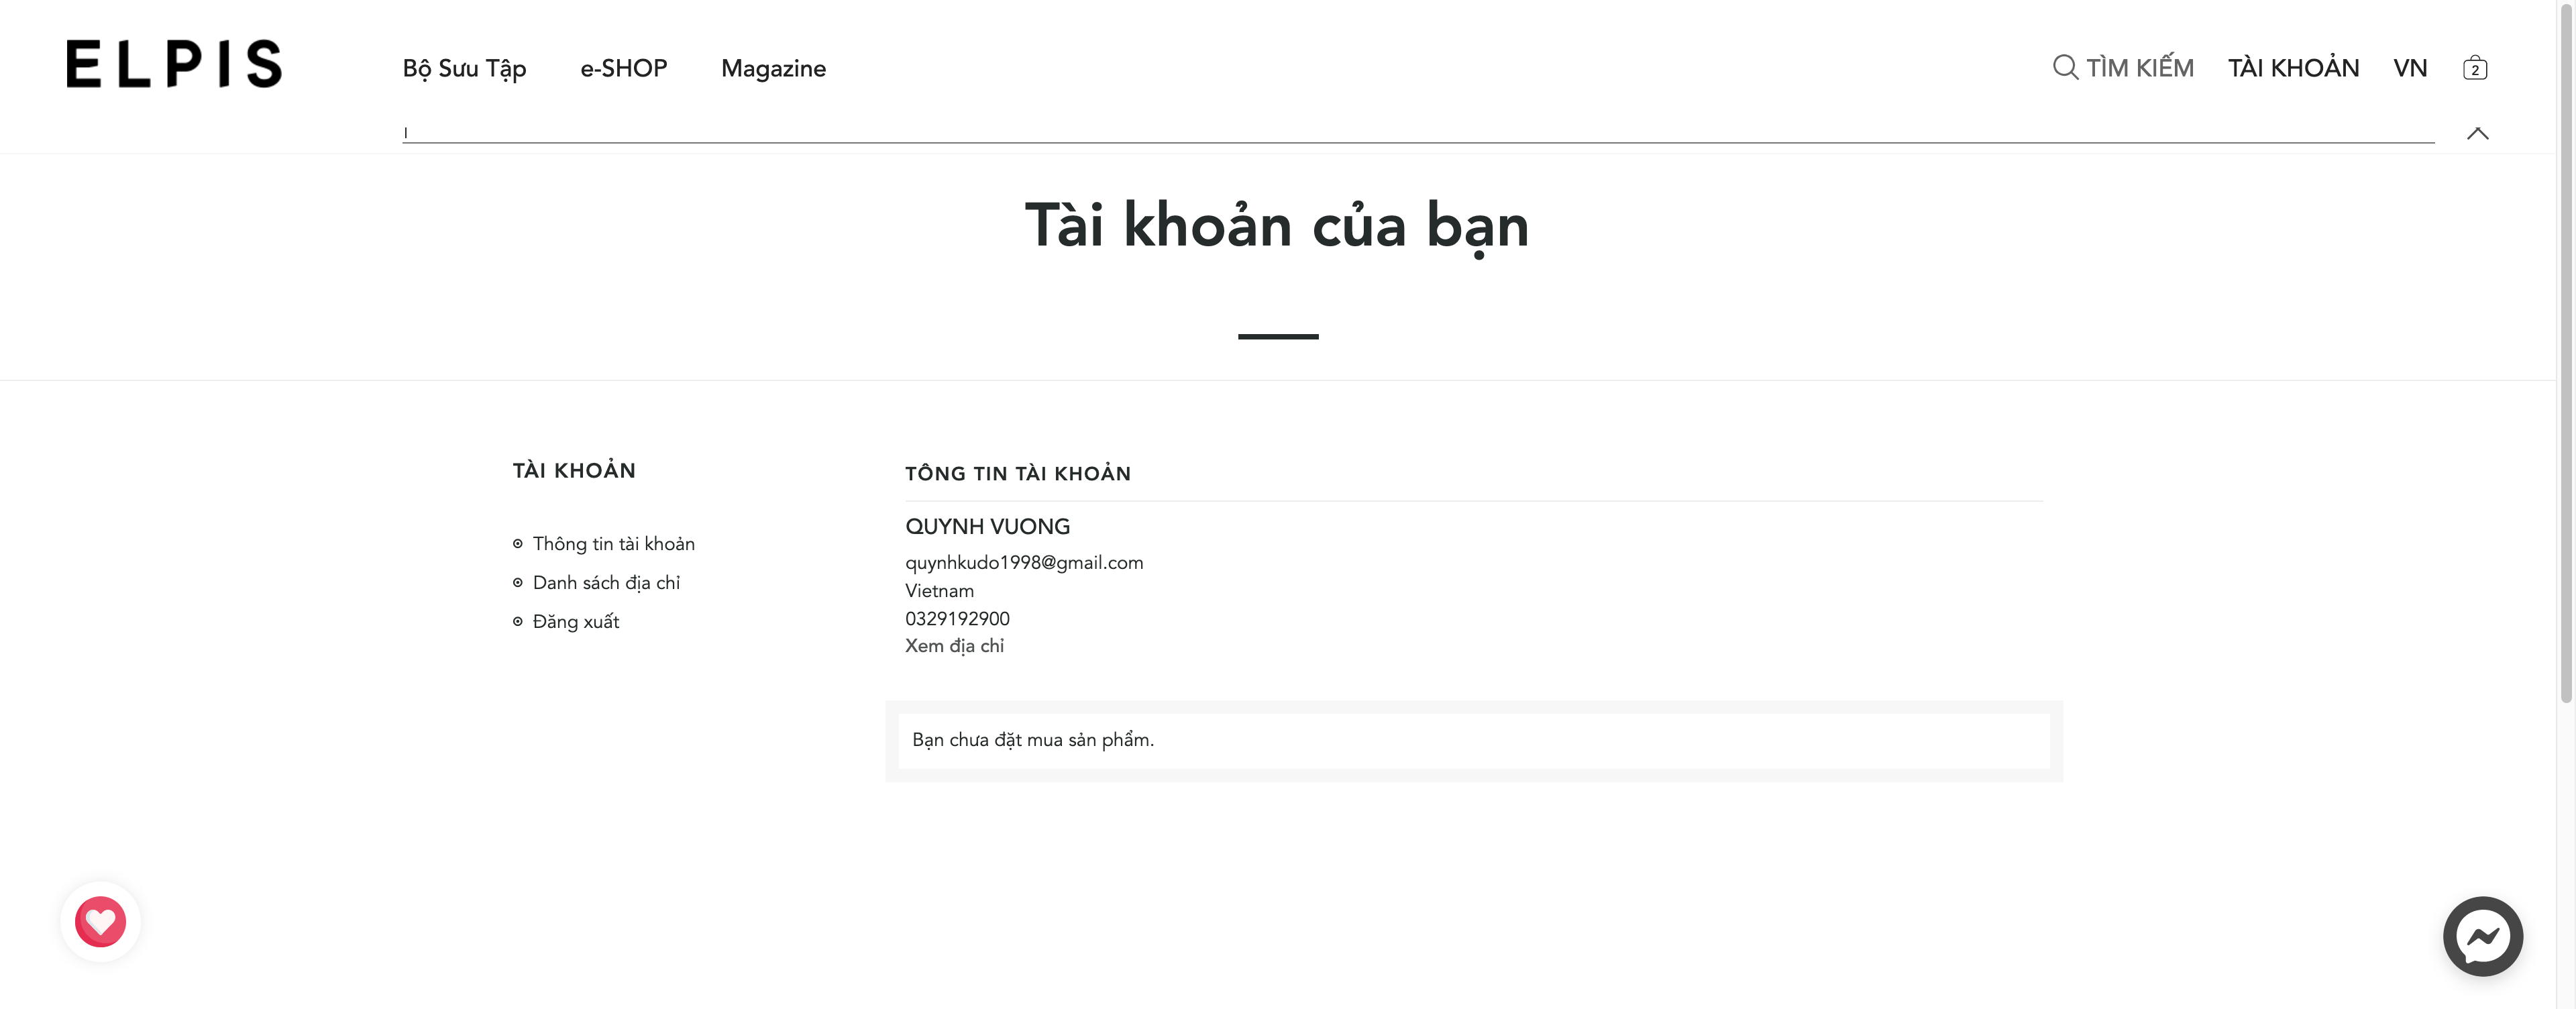 ELPIS
Bộ Sưu Tập
e-SHOP
Magazine
TÌM KIẾM
TÀI KHOẢN
VN
2
Tài khoản của bạn
TÀI KHOẢN
Thông tin tài khoản
Danh sách địa chỉ
Đăng xuất
TÔNG TIN TÀI KHOẢN
QUYNH VUONG
quynhkudo1998@gmail.com
Vietnam
0329192900
Xem địa chỉ
Bạn chưa đặt mua sản phẩm.